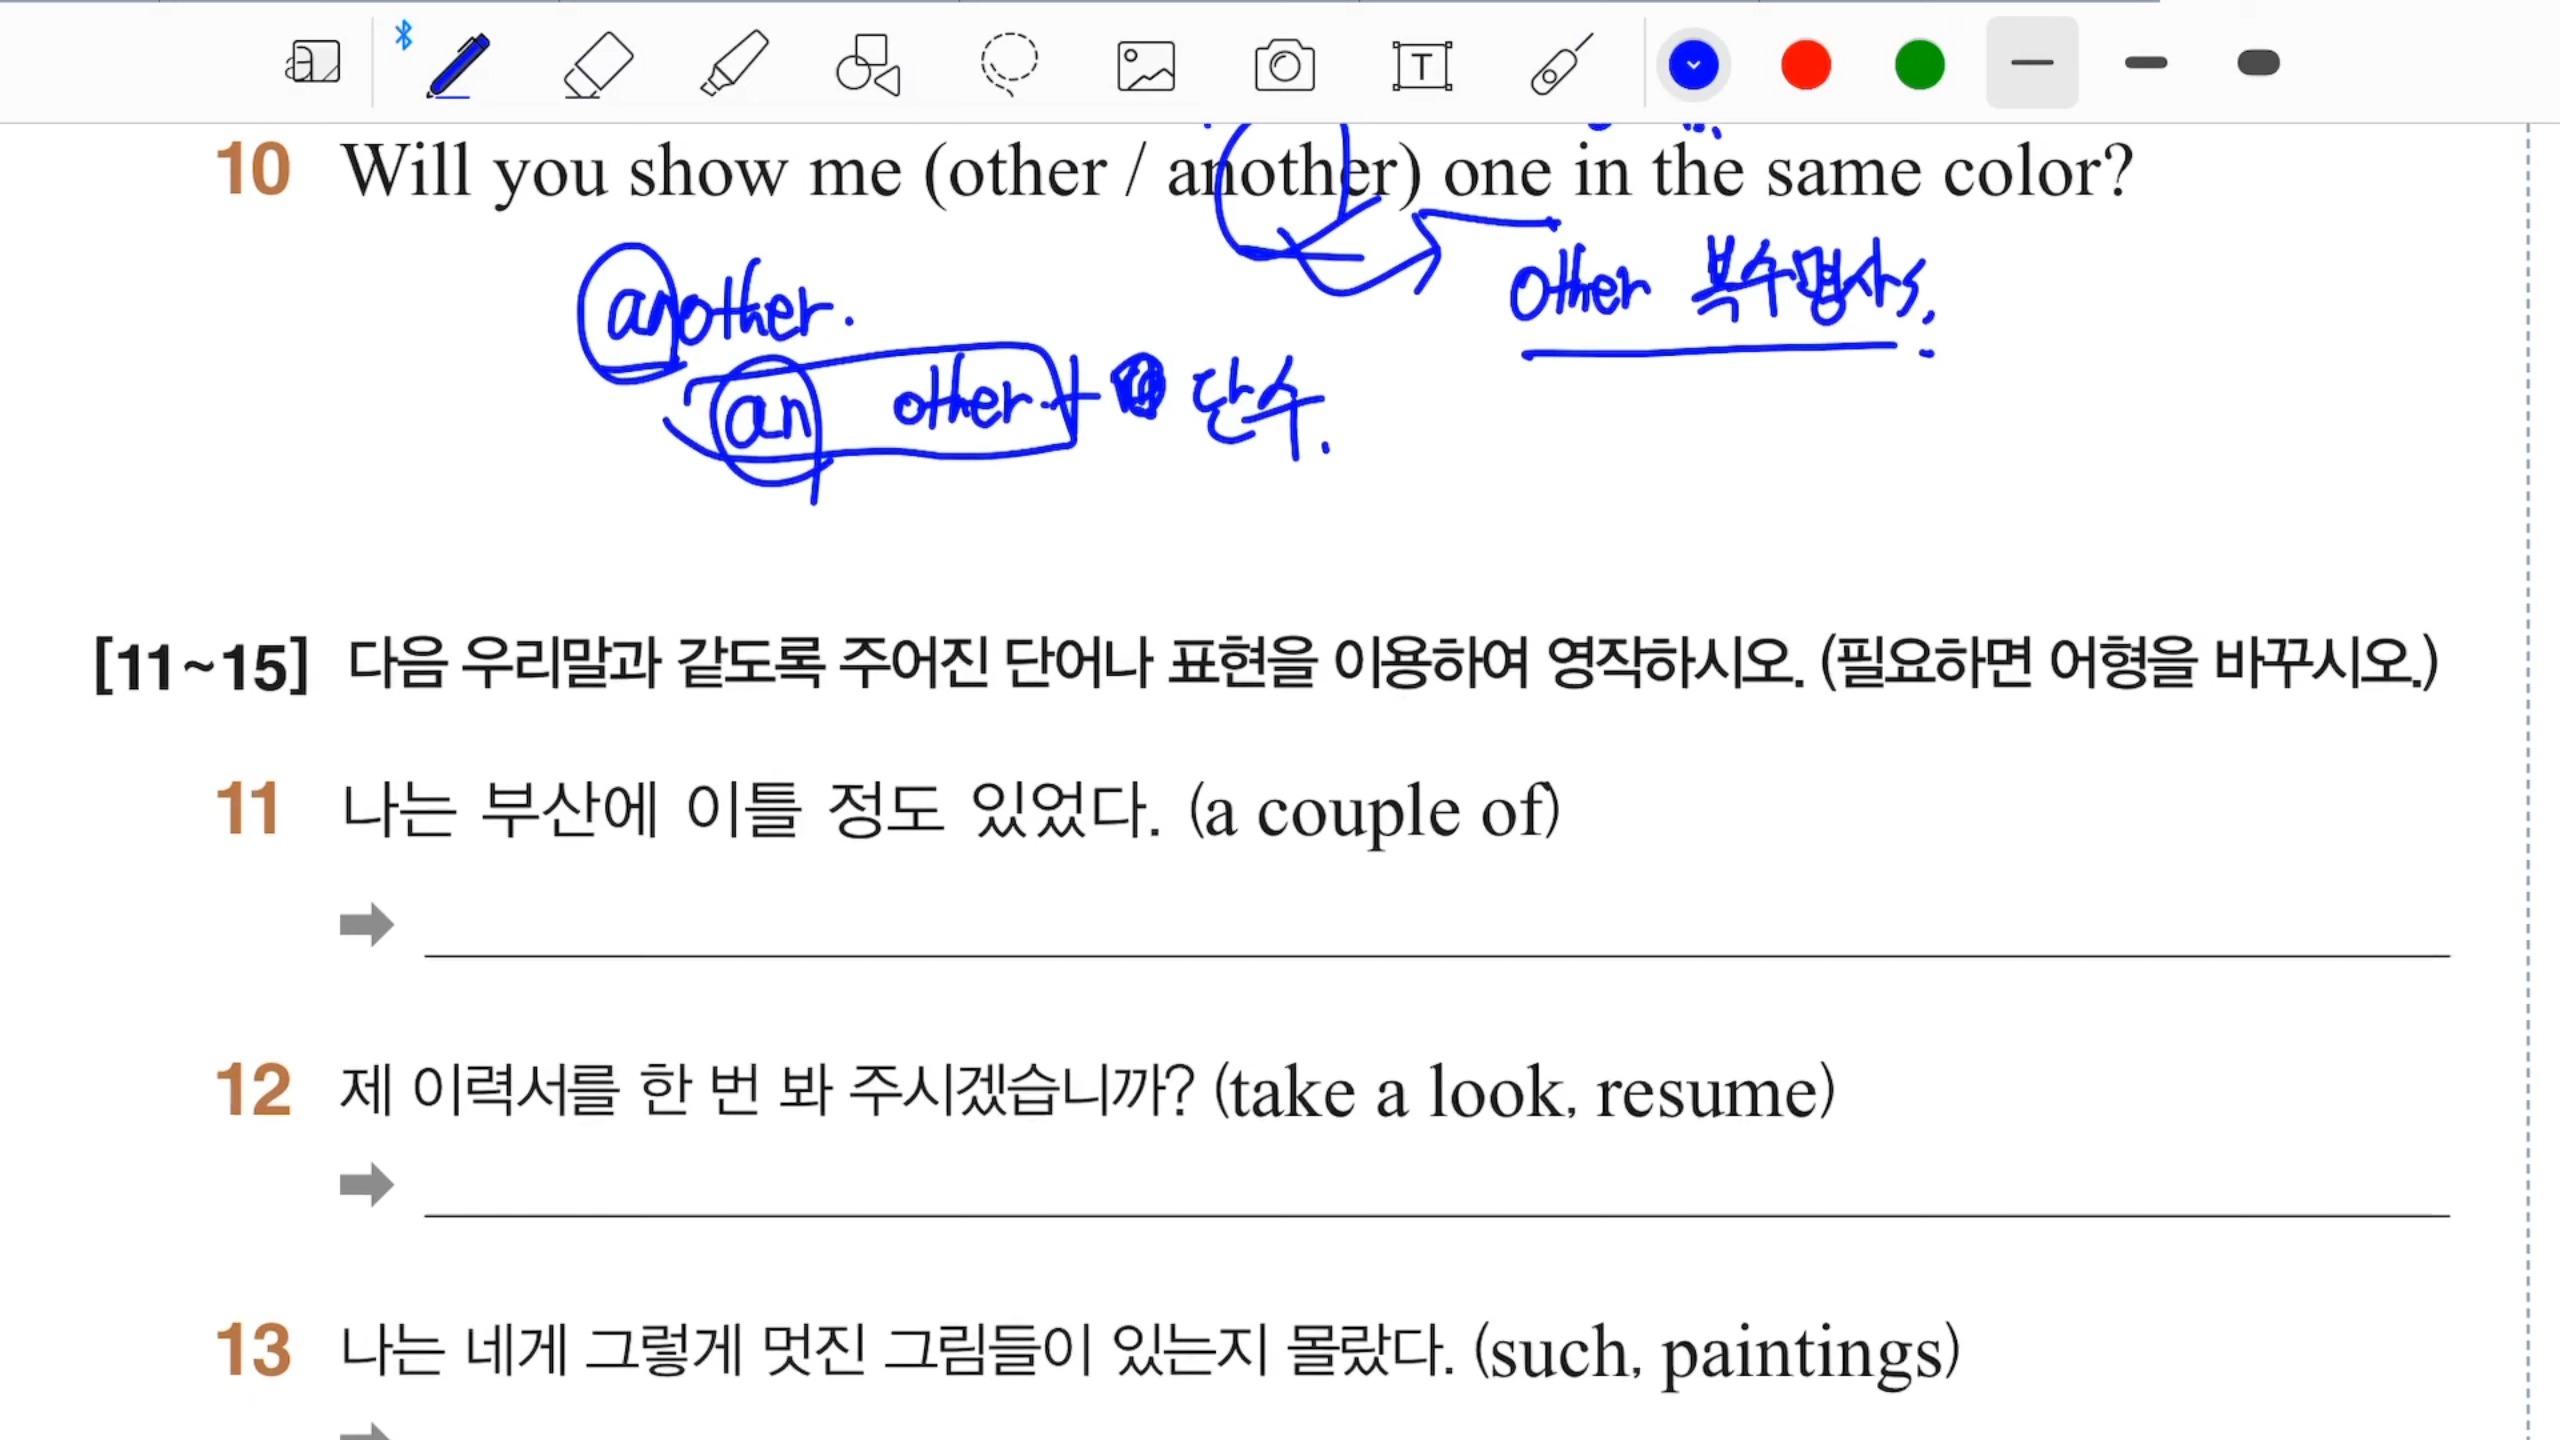 10 Will you show me (other / another) one in the same color?
another.
other 복수명사s.
an other + 단수.
[11~15] 다음 우리말과 같도록 주어진 단어나 표현을 이용하여 영작하시오. (필요하면 어형을 바꾸시오.)
11 나는 부산에 이틀 정도 있었다. (a couple of)
12 제 이력서를 한 번 봐 주시겠습니까? (take a look, resume)
13 나는 네게 그렇게 멋진 그림들이 있는지 몰랐다. (such, paintings)